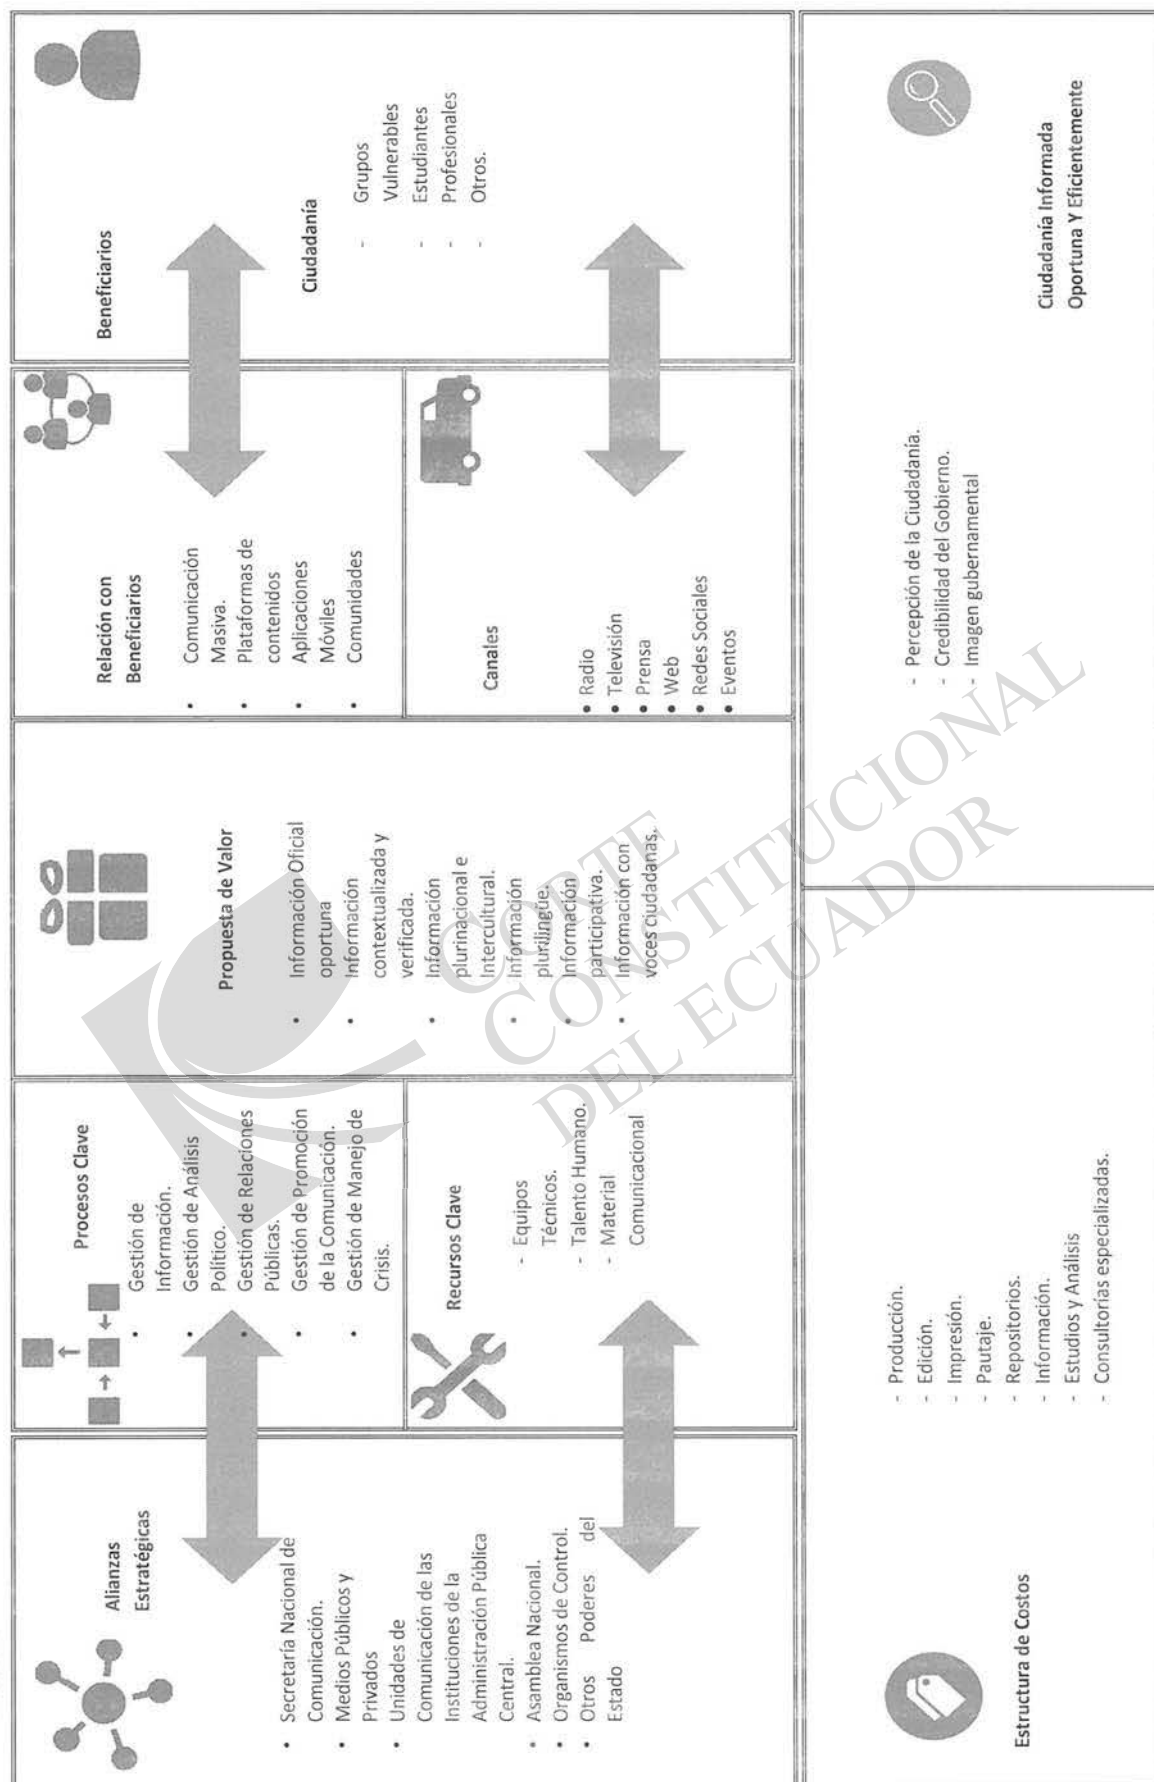 Alianzas
Estratégicas
• Secretaría Nacional de
Comunicación.
• Medios Públicos y
Privados
• Unidades de
Comunicación de las
Instituciones de la
Administración Pública
Central.
• Asamblea Nacional.
• Organismos de Control.
• Otros Poderes del
Estado
Procesos Clave
• Gestión de
Información.
• Gestión de Análisis
Político.
• Gestión de Relaciones
Públicas.
• Gestión de Promoción
de la Comunicación.
• Gestión de Manejo de
Crisis.
Recursos Clave
- Equipos
Técnicos.
- Talento Humano.
- Material
Comunicacional
Propuesta de Valor
• Información Oficial
oportuna
• Información
contextualizada y
verificada.
• Información
plurinacional e
Intercultural.
• Información
plurilingüe.
• Información
participativa.
• Información con
voces ciudadanas.
Relación con
Beneficiarios
• Comunicación
Masiva.
• Plataformas de
contenidos
• Aplicaciones
Móviles
• Comunidades
Canales
• Radio
• Televisión
• Prensa
• Web
• Redes Sociales
• Eventos
Beneficiarios
Ciudadanía
- Grupos
Vulnerables
- Estudiantes
- Profesionales
- Otros.
Estructura de Costos
- Producción.
- Edición.
- Impresión.
- Pautaje.
- Repositorios.
- Información.
- Estudios y Análisis
- Consultorías especializadas.
- Percepción de la Ciudadanía.
- Credibilidad del Gobierno.
- Imagen gubernamental
Ciudadanía Informada
Oportuna Y Eficientemente
CORTE
CONSTITUCIONAL
DEL ECUADOR